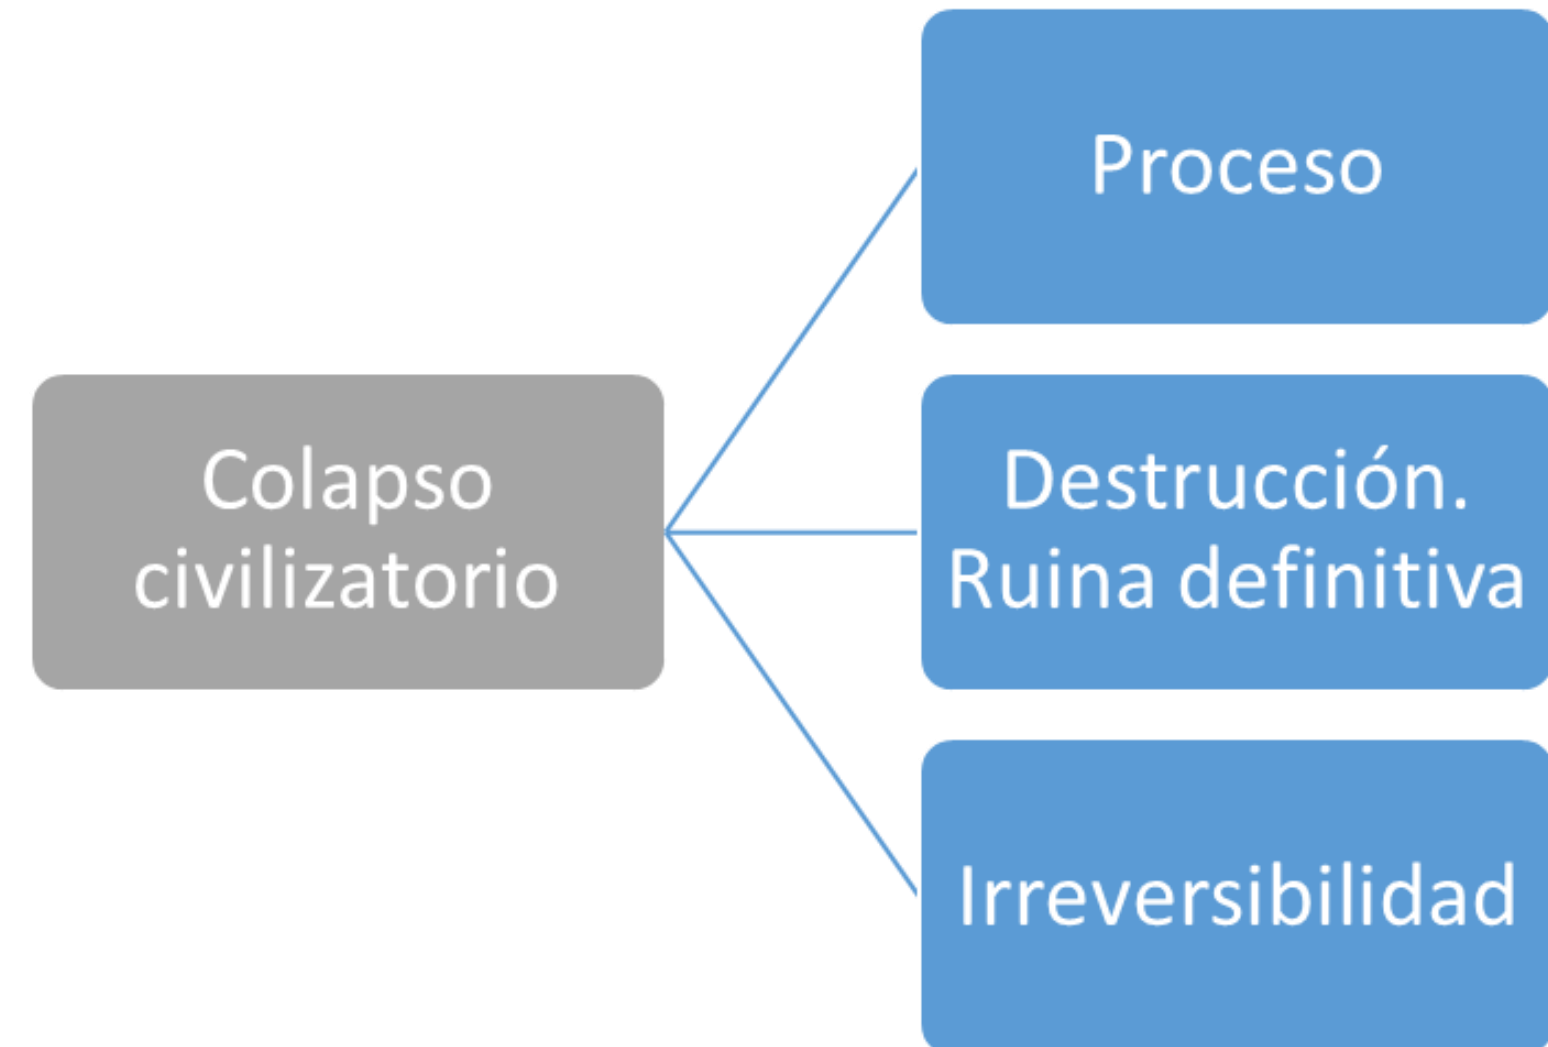 Proceso
Colapso
civilizatorio
Destrucción.
Ruina definitiva
Irreversibilidad